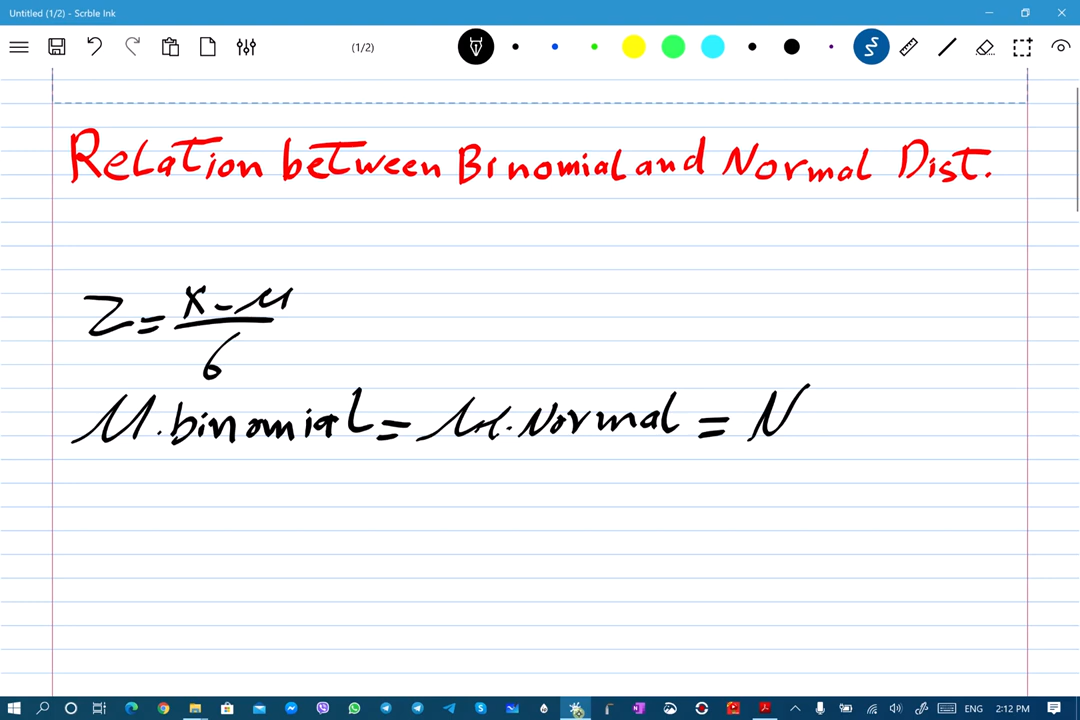 Untitled (1/2) - Scrble Ink
(1/2)
Relation between Binomial and Normal Dist.
Z = x - μ
σ
μ. binomial = μ. Normal = N
ENG 2:12 PM